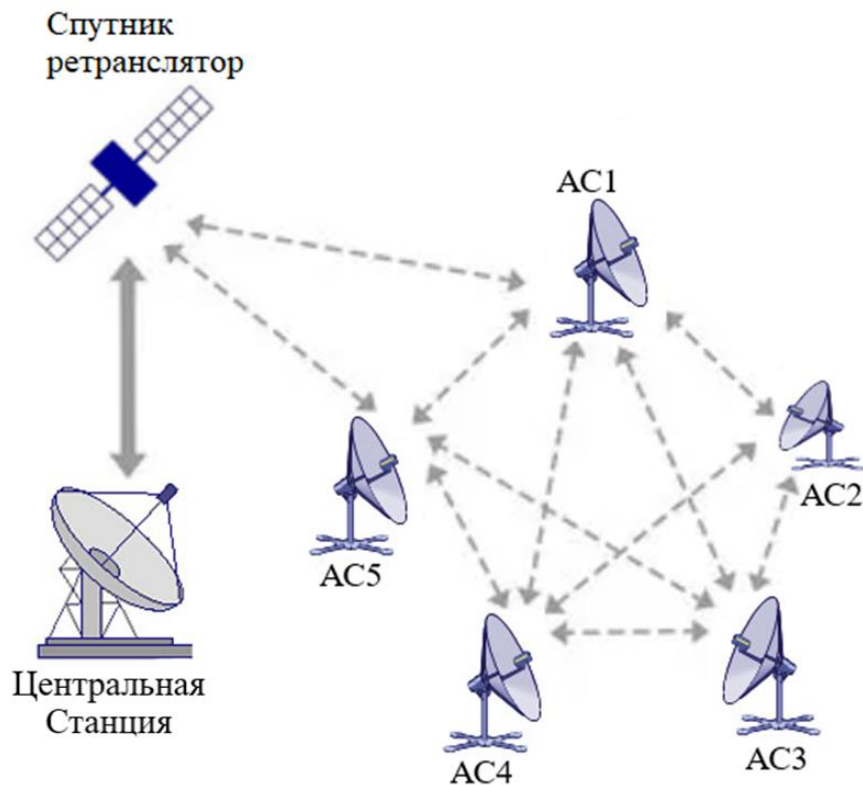 Спутник
ретранслятор
АС1
АС2
АС5
Центральная
Станция
АС4
АС3